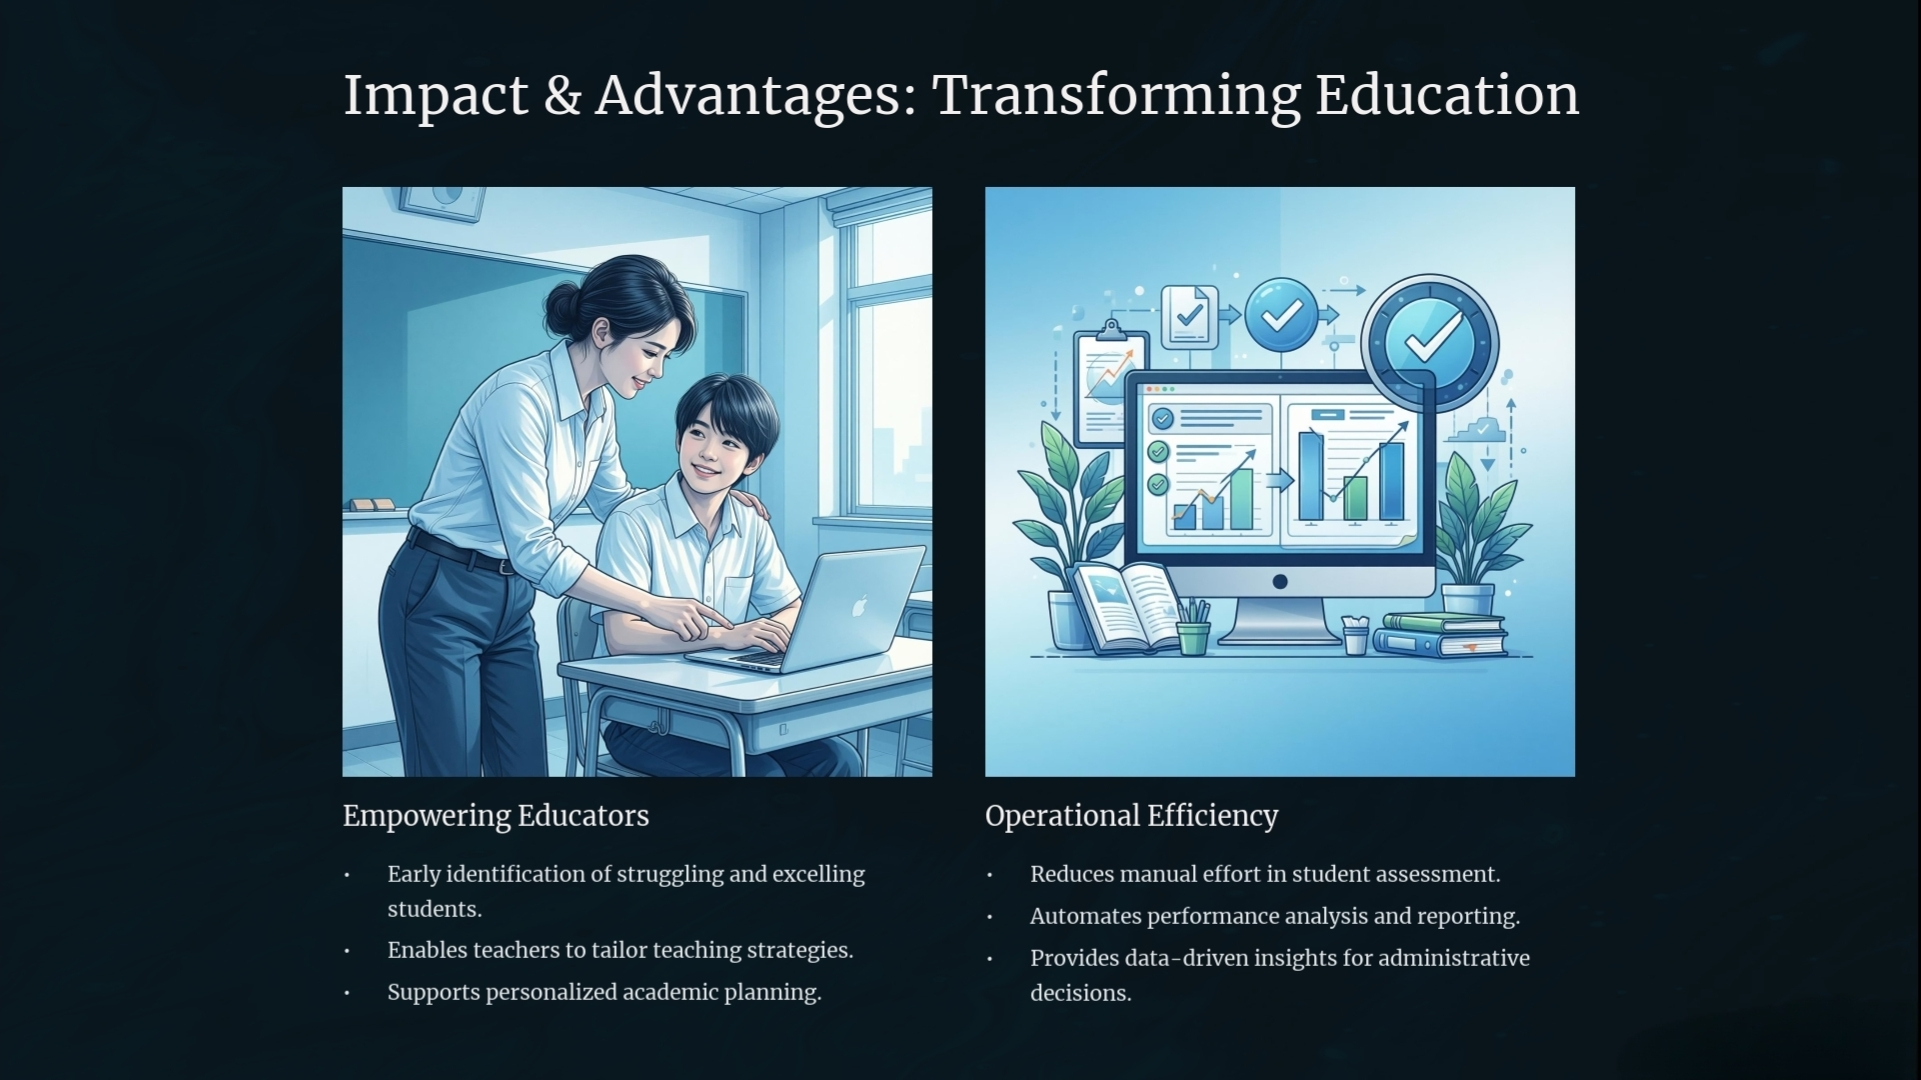 Impact & Advantages: Transforming Education
Empowering Educators
• Early identification of struggling and excelling
students.
• Enables teachers to tailor teaching strategies.
• Supports personalized academic planning.
Operational Efficiency
• Reduces manual effort in student assessment.
• Automates performance analysis and reporting.
• Provides data-driven insights for administrative
decisions.